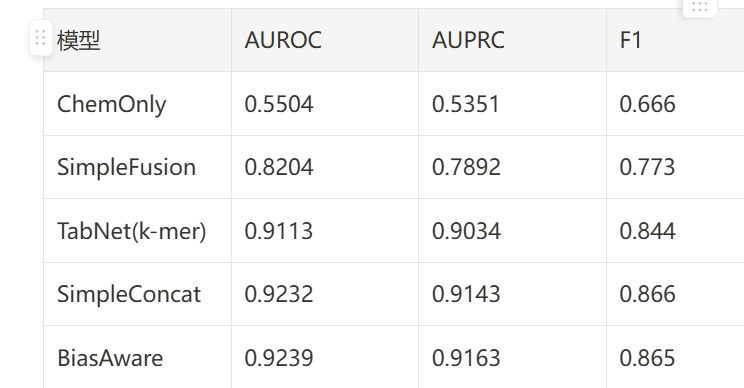 模型 AUROC AUPRC F1
ChemOnly 0.5504 0.5351 0.666
SimpleFusion 0.8204 0.7892 0.773
TabNet(k-mer) 0.9113 0.9034 0.844
SimpleConcat 0.9232 0.9143 0.866
BiasAware 0.9239 0.9163 0.865